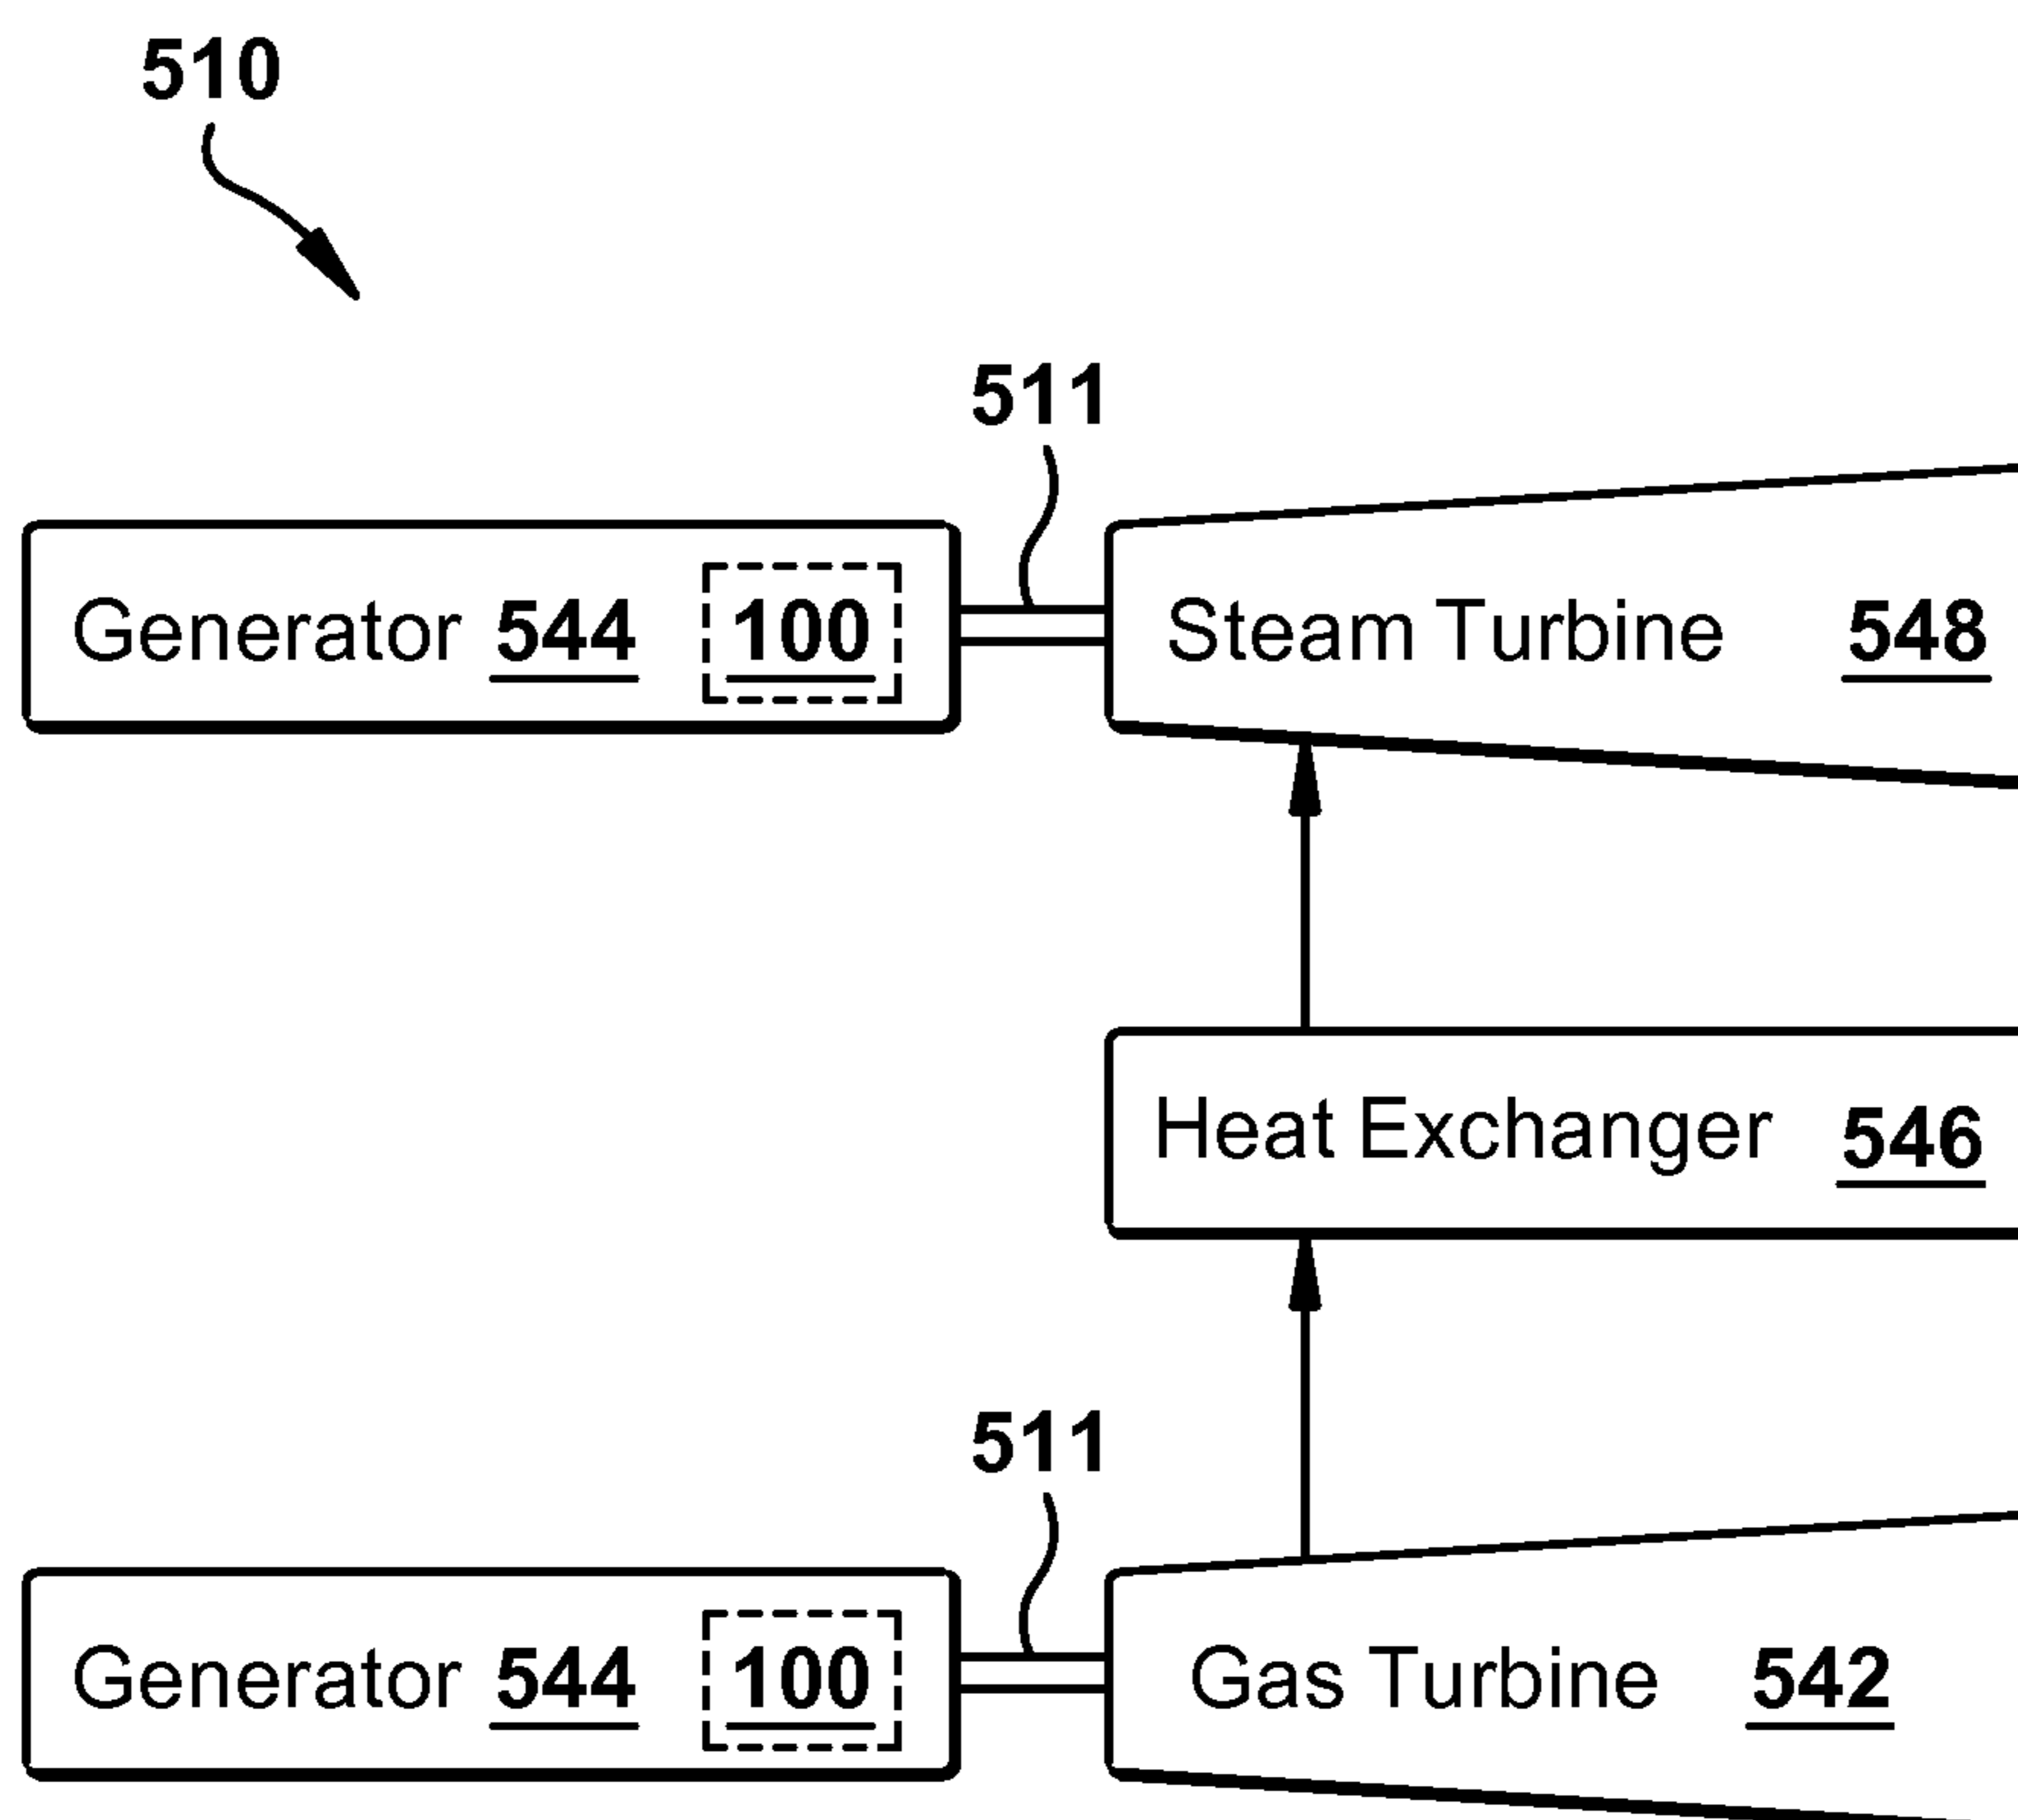 510
511
Generator 544 100
Steam Turbine 548
Heat Exchanger 546
511
Generator 544 100
Gas Turbine 542